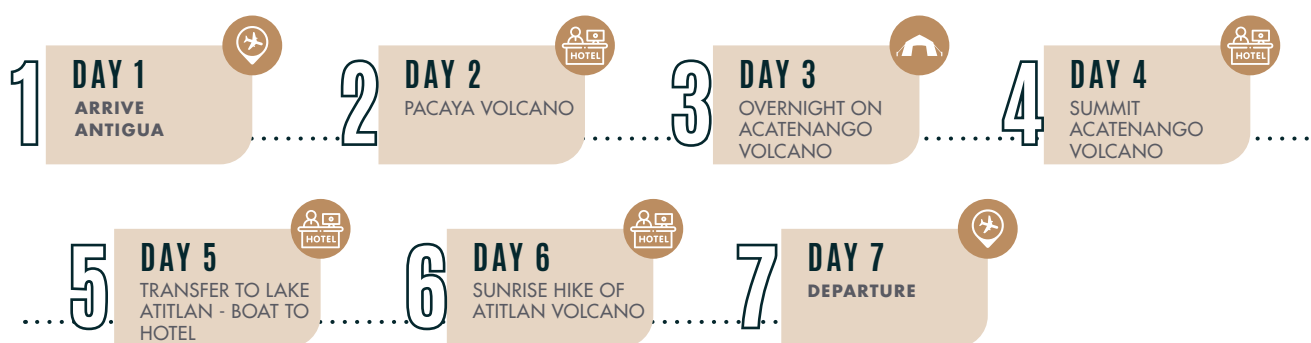 1
DAY 1
ARRIVE
ANTIGUA
2
HOTEL
DAY 2
PACAYA VOLCANO
3
DAY 3
OVERNIGHT ON
ACATENANGO
VOLCANO
4
HOTEL
DAY 4
SUMMIT
ACATENANGO
VOLCANO
5
HOTEL
DAY 5
TRANSFER TO LAKE
ATITLAN - BOAT TO
HOTEL
6
HOTEL
DAY 6
SUNRISE HIKE OF
ATITLAN VOLCANO
7
DAY 7
DEPARTURE